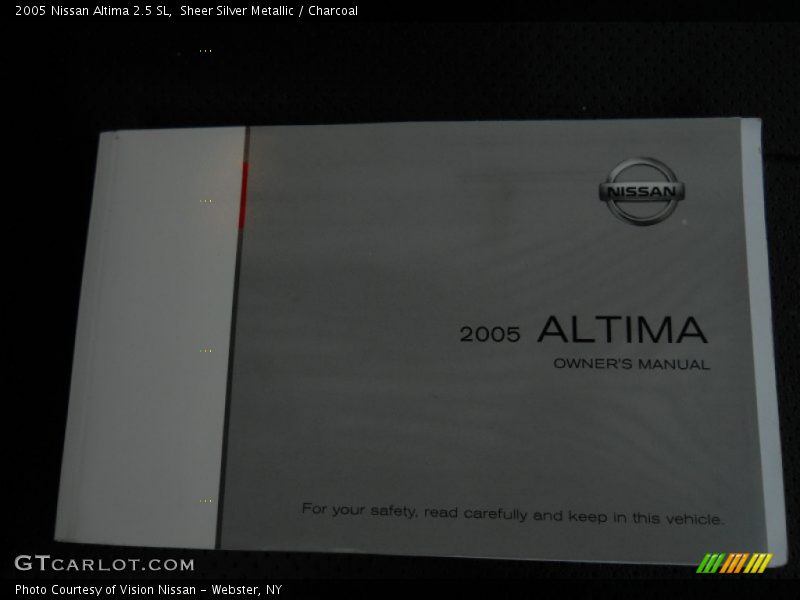 2005 Nissan Altima 2.5 SL,  Sheer Silver Metallic / Charcoal
NISSAN
2005 ALTIMA
OWNER'S MANUAL
For your safety, read carefully and keep in this vehicle.
GTCARLOT.COM
Photo Courtesy of Vision Nissan - Webster, NY